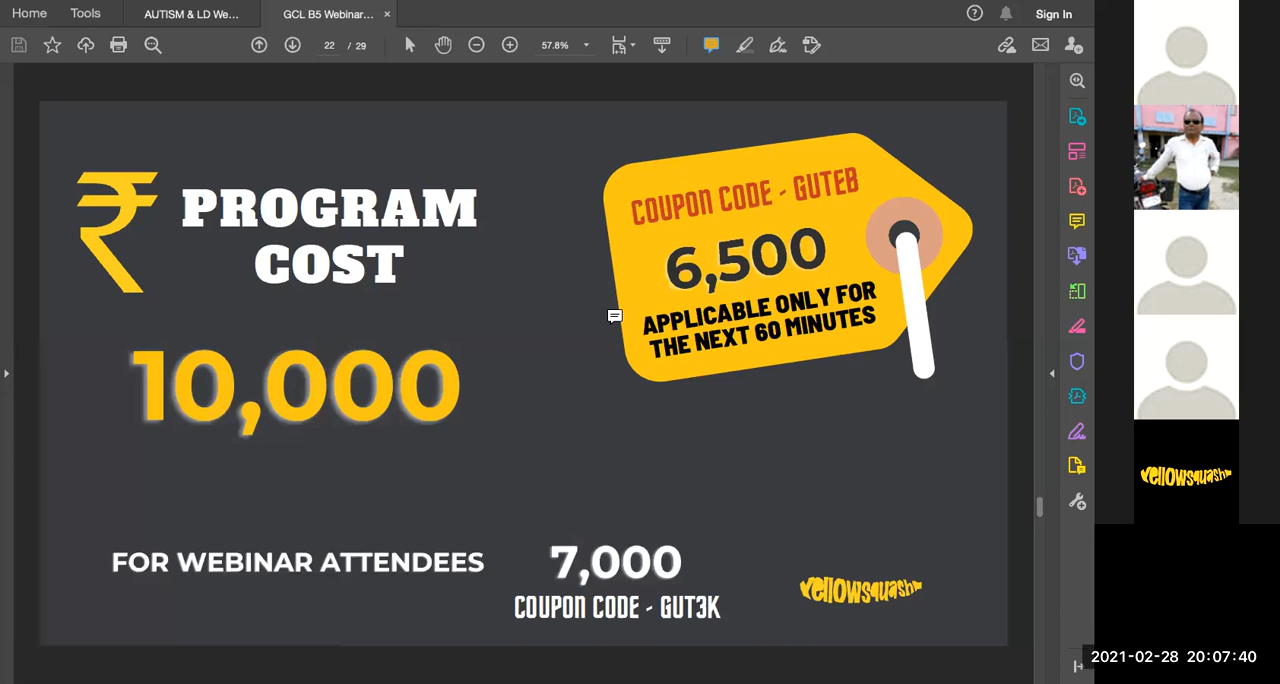 Home Tools AUTISM & LD We... GCL B5 Webinar... × Sign In
22 / 29 57.8%
₹ PROGRAM
COST
10,000
COUPON CODE - GUTEB
6,500
APPLICABLE ONLY FOR
THE NEXT 60 MINUTES
FOR WEBINAR ATTENDEES 7,000
COUPON CODE - GUT3K
yellowsquash
yellowsquash
2021-02-28 20:07:40